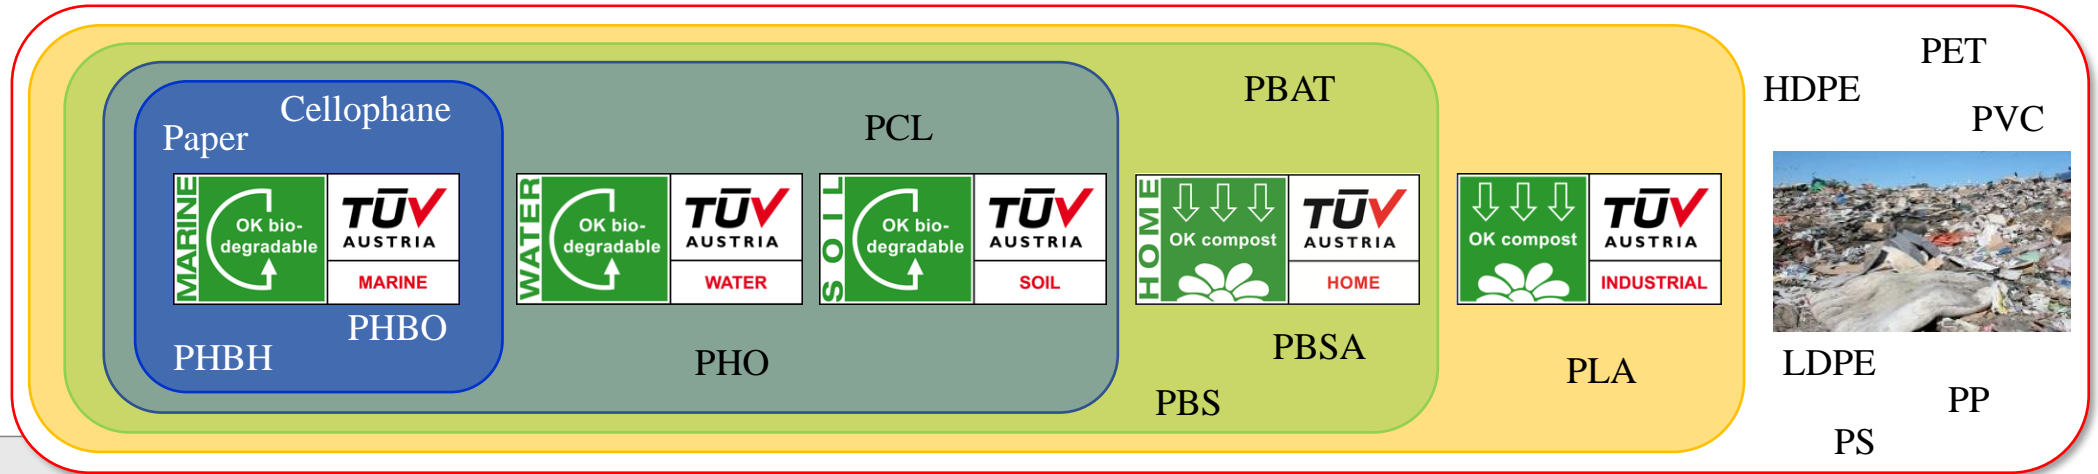 Cellophane
Paper
MARINE
OK bio-
degradable
TÜV
AUSTRIA
MARINE
PHBO
PHBH
PCL
WATER
OK bio-
degradable
TÜV
AUSTRIA
WATER
SOIL
OK bio-
degradable
TÜV
AUSTRIA
SOIL
PHO
PBAT
HOME
OK compost
TÜV
AUSTRIA
HOME
PBSA
PBS
OK compost
TÜV
AUSTRIA
INDUSTRIAL
PLA
PET
HDPE
PVC
LDPE
PP
PS